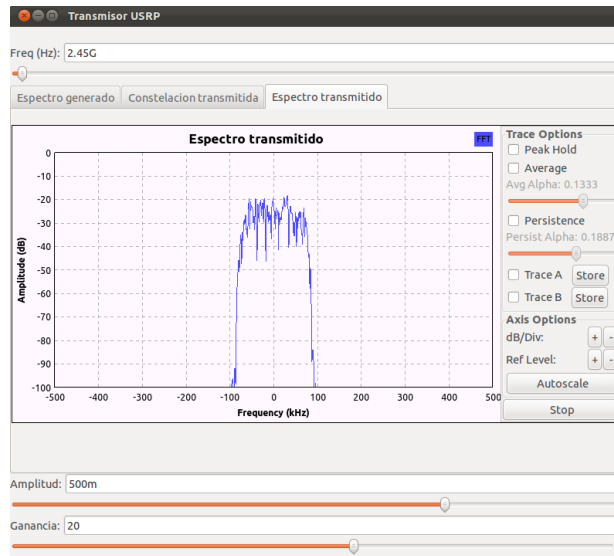 Transmisor USRP
Freq (Hz): 2.45G
Espectro generado Constelacion transmitida Espectro transmitido
Espectro transmitido FFT
Trace Options
Peak Hold
Average
Avg Alpha: 0.1333
Persistence
Persist Alpha: 0.1887
Trace A Store
Trace B Store
Axis Options
dB/Div: + -
Ref Level: + -
Autoscale
Stop
Amplitude (dB)
0
-10
-20
-30
-40
-50
-60
-70
-80
-90
-100
-500 -400 -300 -200 -100 0 100 200 300 400 500
Frequency (kHz)
Amplitud: 500m
Ganancia: 20